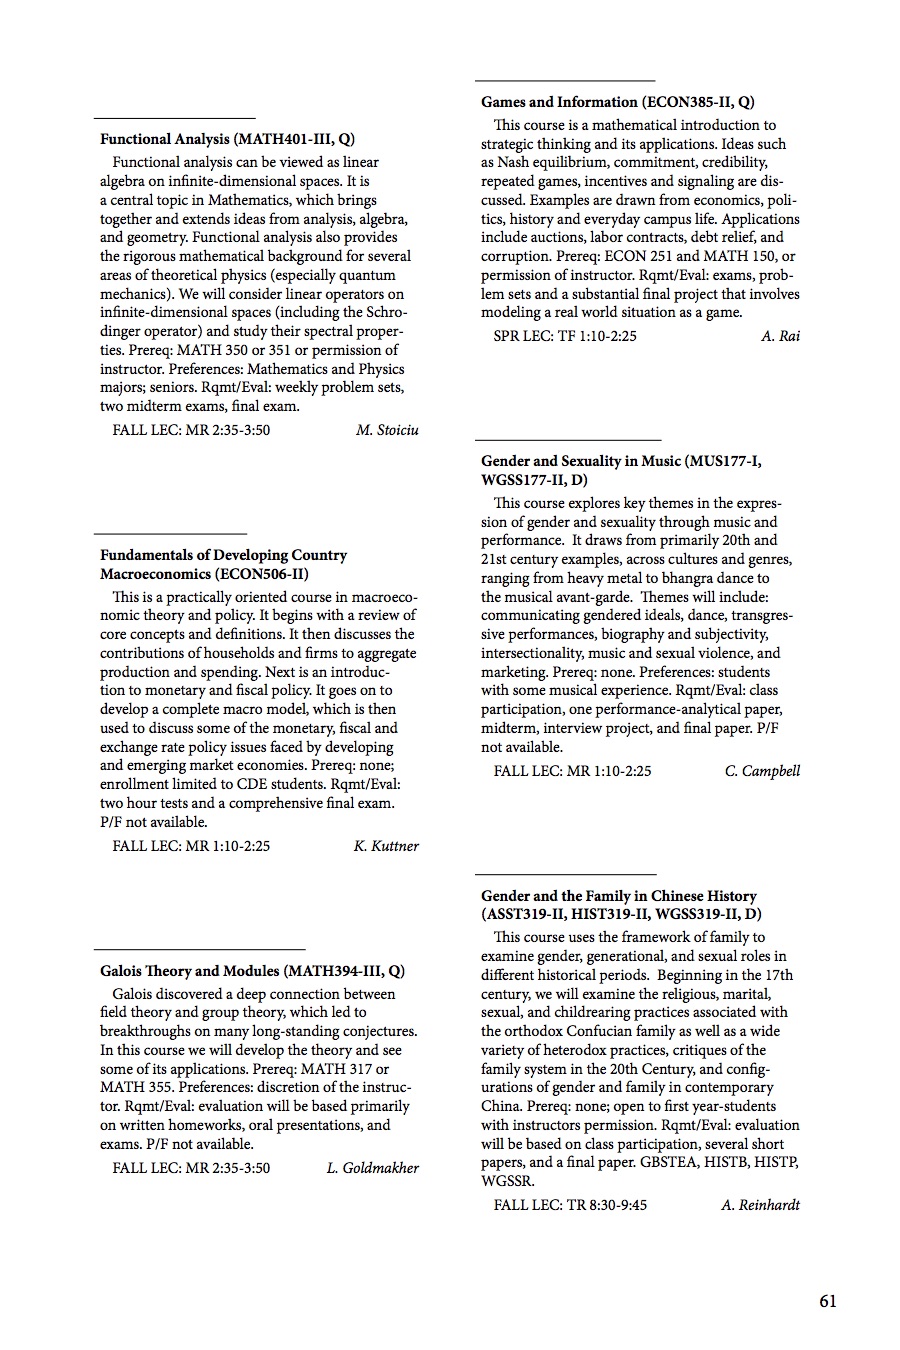 Functional Analysis (MATH401-III, Q)
Functional analysis can be viewed as linear
algebra on infinite-dimensional spaces. It is
a central topic in Mathematics, which brings
together and extends ideas from analysis, algebra,
and geometry. Functional analysis also provides
the rigorous mathematical background for several
areas of theoretical physics (especially quantum
mechanics). We will consider linear operators on
infinite-dimensional spaces (including the Schro-
dinger operator) and study their spectral proper-
ties. Prereq: MATH 350 or 351 or permission of
instructor. Preferences: Mathematics and Physics
majors; seniors. Rqmt/Eval: weekly problem sets,
two midterm exams, final exam.
FALL LEC: MR 2:35-3:50 M. Stoiciu
Fundamentals of Developing Country
Macroeconomics (ECON506-II)
This is a practically oriented course in macroeco-
nomic theory and policy. It begins with a review of
core concepts and definitions. It then discusses the
contributions of households and firms to aggregate
production and spending. Next is an introduc-
tion to monetary and fiscal policy. It goes on to
develop a complete macro model, which is then
used to discuss some of the monetary, fiscal and
exchange rate policy issues faced by developing
and emerging market economies. Prereq: none;
enrollment limited to CDE students. Rqmt/Eval:
two hour tests and a comprehensive final exam.
P/F not available.
FALL LEC: MR 1:10-2:25 K. Kuttner
Galois Theory and Modules (MATH394-III, Q)
Galois discovered a deep connection between
field theory and group theory, which led to
breakthroughs on many long-standing conjectures.
In this course we will develop the theory and see
some of its applications. Prereq: MATH 317 or
MATH 355. Preferences: discretion of the instruc-
tor. Rqmt/Eval: evaluation will be based primarily
on written homeworks, oral presentations, and
exams. P/F not available.
FALL LEC: MR 2:35-3:50 L. Goldmakher
Games and Information (ECON385-II, Q)
This course is a mathematical introduction to
strategic thinking and its applications. Ideas such
as Nash equilibrium, commitment, credibility,
repeated games, incentives and signaling are dis-
cussed. Examples are drawn from economics, poli-
tics, history and everyday campus life. Applications
include auctions, labor contracts, debt relief, and
corruption. Prereq: ECON 251 and MATH 150, or
permission of instructor. Rqmt/Eval: exams, prob-
lem sets and a substantial final project that involves
modeling a real world situation as a game.
SPR LEC: TF 1:10-2:25 A. Rai
Gender and Sexuality in Music (MUS177-I,
WGSS177-II, D)
This course explores key themes in the expres-
sion of gender and sexuality through music and
performance. It draws from primarily 20th and
21st century examples, across cultures and genres,
ranging from heavy metal to bhangra dance to
the musical avant-garde. Themes will include:
communicating gendered ideals, dance, transgres-
sive performances, biography and subjectivity,
intersectionality, music and sexual violence, and
marketing. Prereq: none. Preferences: students
with some musical experience. Rqmt/Eval: class
participation, one performance-analytical paper,
midterm, interview project, and final paper. P/F
not available.
FALL LEC: MR 1:10-2:25 C. Campbell
Gender and the Family in Chinese History
(ASST319-II, HIST319-II, WGSS319-II, D)
This course uses the framework of family to
examine gender, generational, and sexual roles in
different historical periods. Beginning in the 17th
century, we will examine the religious, marital,
sexual, and childrearing practices associated with
the orthodox Confucian family as well as a wide
variety of heterodox practices, critiques of the
family system in the 20th Century, and config-
urations of gender and family in contemporary
China. Prereq: none; open to first year-students
with instructors permission. Rqmt/Eval: evaluation
will be based on class participation, several short
papers, and a final paper. GBSTEA, HISTB, HISTP,
WGSSR.
FALL LEC: TR 8:30-9:45 A. Reinhardt
61